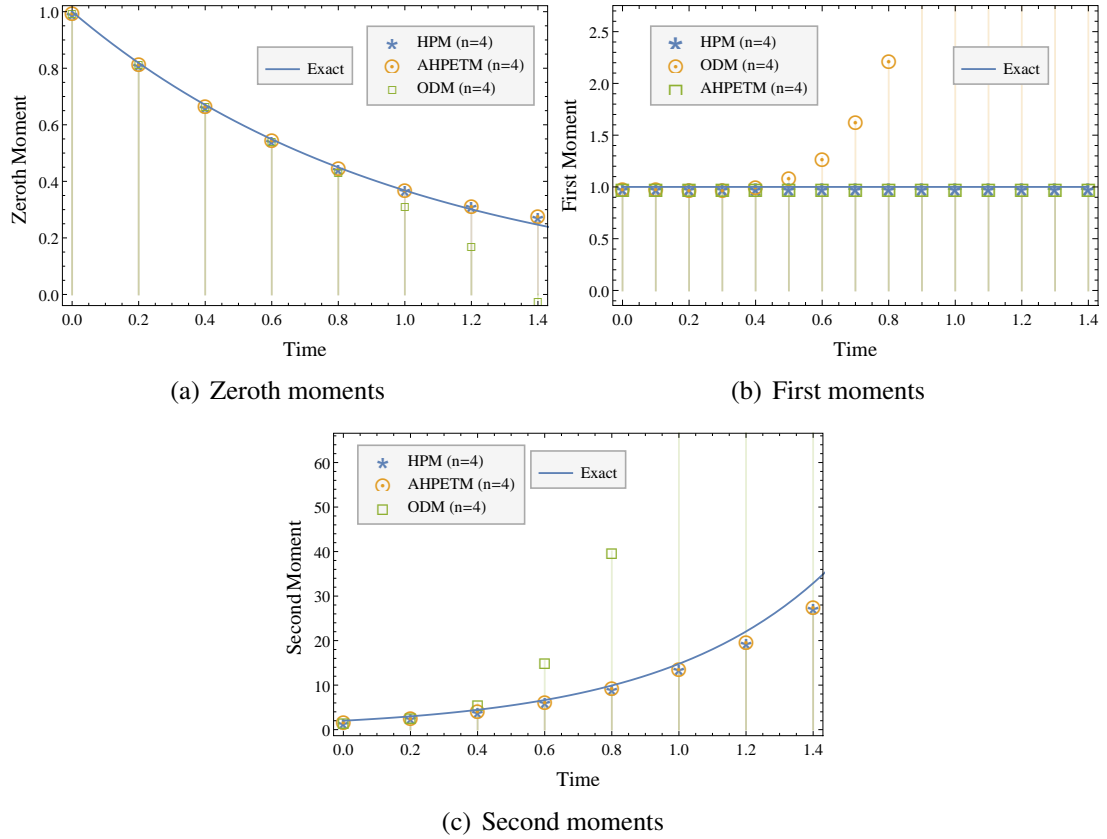 1.0
0.8
0.6
0.4
0.2
0.0
Zeroth Moment
Exact
HPM (n=4)
AHPETM (n=4)
ODM (n=4)
0.0 0.2 0.4 0.6 0.8 1.0 1.2 1.4
Time
(a) Zeroth moments
2.5
2.0
1.5
1.0
0.5
0.0
First Moment
HPM (n=4)
ODM (n=4)
AHPETM (n=4)
Exact
0.0 0.2 0.4 0.6 0.8 1.0 1.2 1.4
Time
(b) First moments
60
50
40
30
20
10
0
Second Moment
HPM (n=4)
AHPETM (n=4)
ODM (n=4)
Exact
0.0 0.2 0.4 0.6 0.8 1.0 1.2 1.4
Time
(c) Second moments